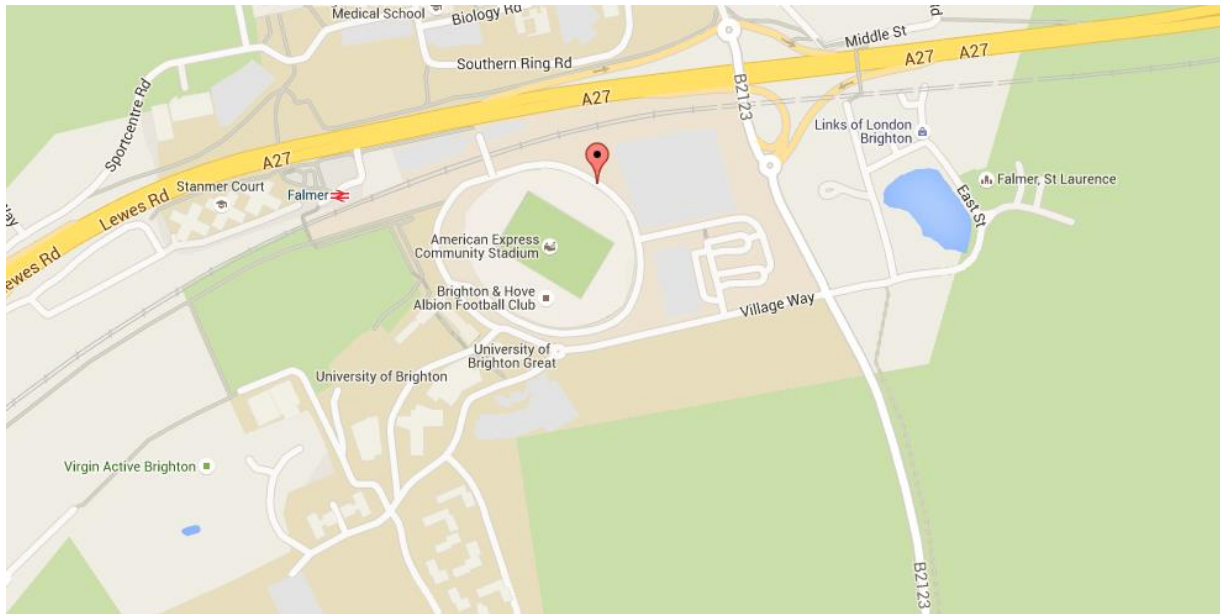 Medical School
Biology Rd
Middle St
Southern Ring Rd
A27
A27
A27
B2123
Sportcentre Rd
Links of London
Brighton
A27
Stanmer Court
Falmer
Falmer, St Laurence
Lewes Rd
East St
American Express
Community Stadium
Lewes Rd
Brighton & Hove
Albion Football Club
Village Way
University of
Brighton Great
University of Brighton
Virgin Active Brighton
B2123